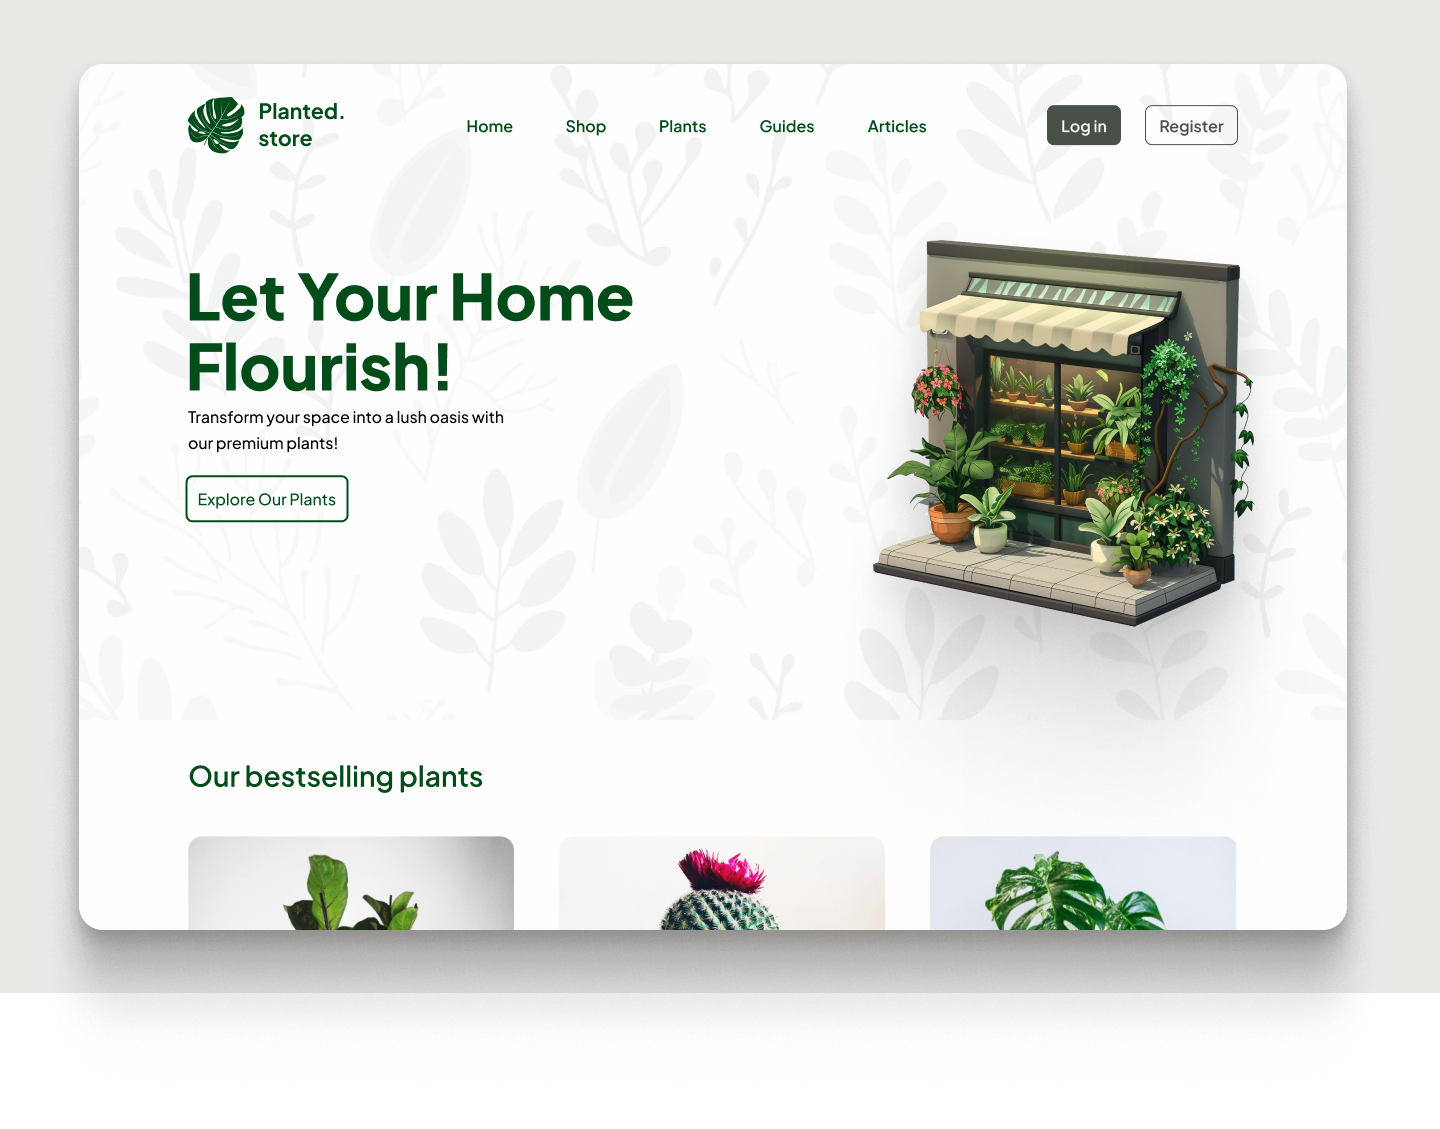 Planted.
store
Home
Shop
Plants
Guides
Articles
Log in
Register
Let Your Home
Flourish!
Transform your space into a lush oasis with
our premium plants!
Explore Our Plants
Our bestselling plants